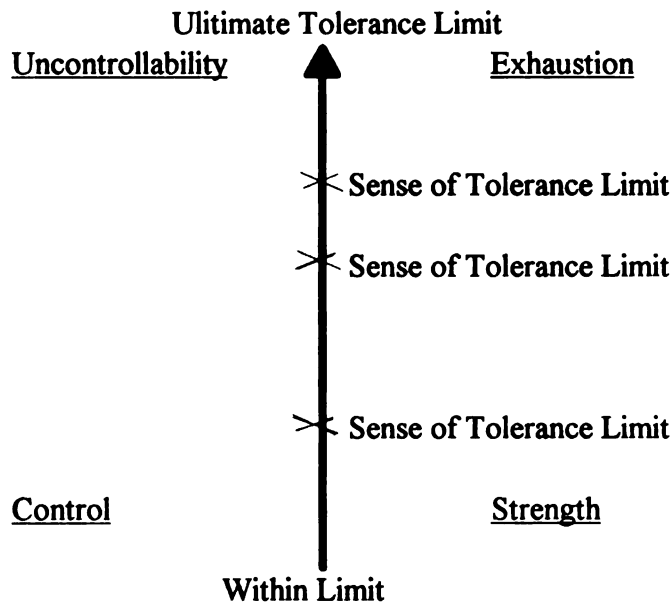 Ulitimate Tolerance Limit
Uncontrollability
Exhaustion
Sense of Tolerance Limit
Sense of Tolerance Limit
Sense of Tolerance Limit
Control
Strength
Within Limit